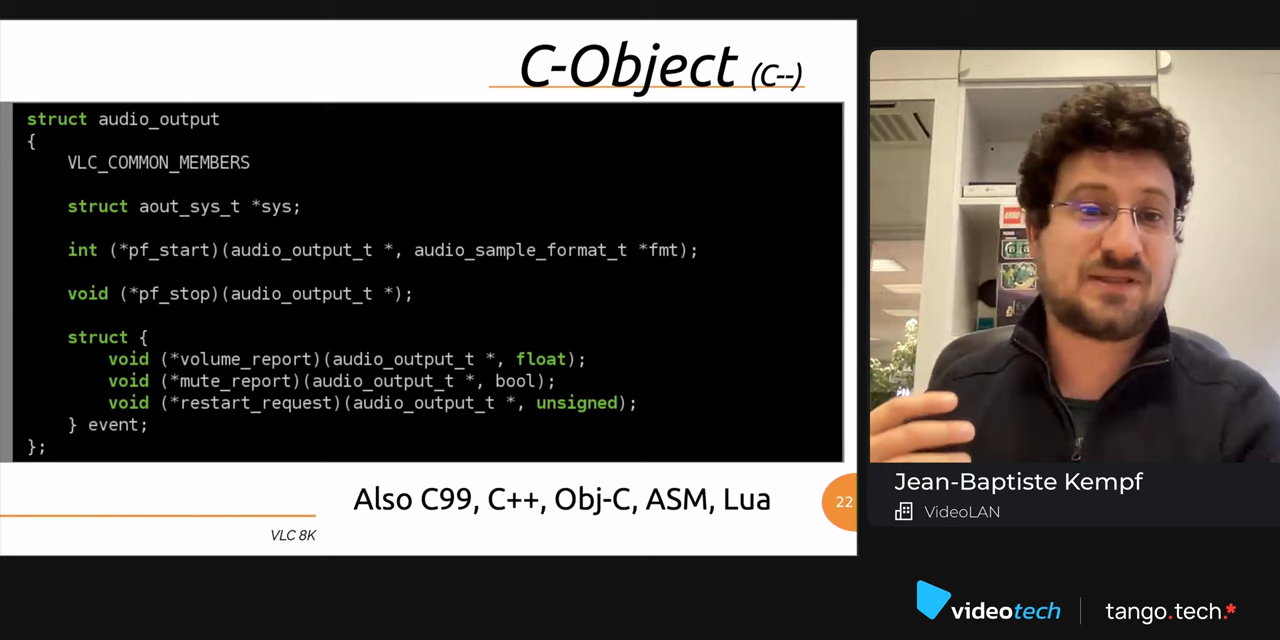 C-Object (C--)
struct audio_output
{
VLC_COMMON_MEMBERS
struct aout_sys_t *sys;
int (*pf_start)(audio_output_t *, audio_sample_format_t *fmt);
void (*pf_stop)(audio_output_t *);
struct {
void (*volume_report)(audio_output_t *, float);
void (*mute_report)(audio_output_t *, bool);
void (*restart_request)(audio_output_t *, unsigned);
} event;
};
Also C99, C++, Obj-C, ASM, Lua
22
VLC 8K
LEGO
Jean-Baptiste Kempf
VideoLAN
videotech
tango.tech.*